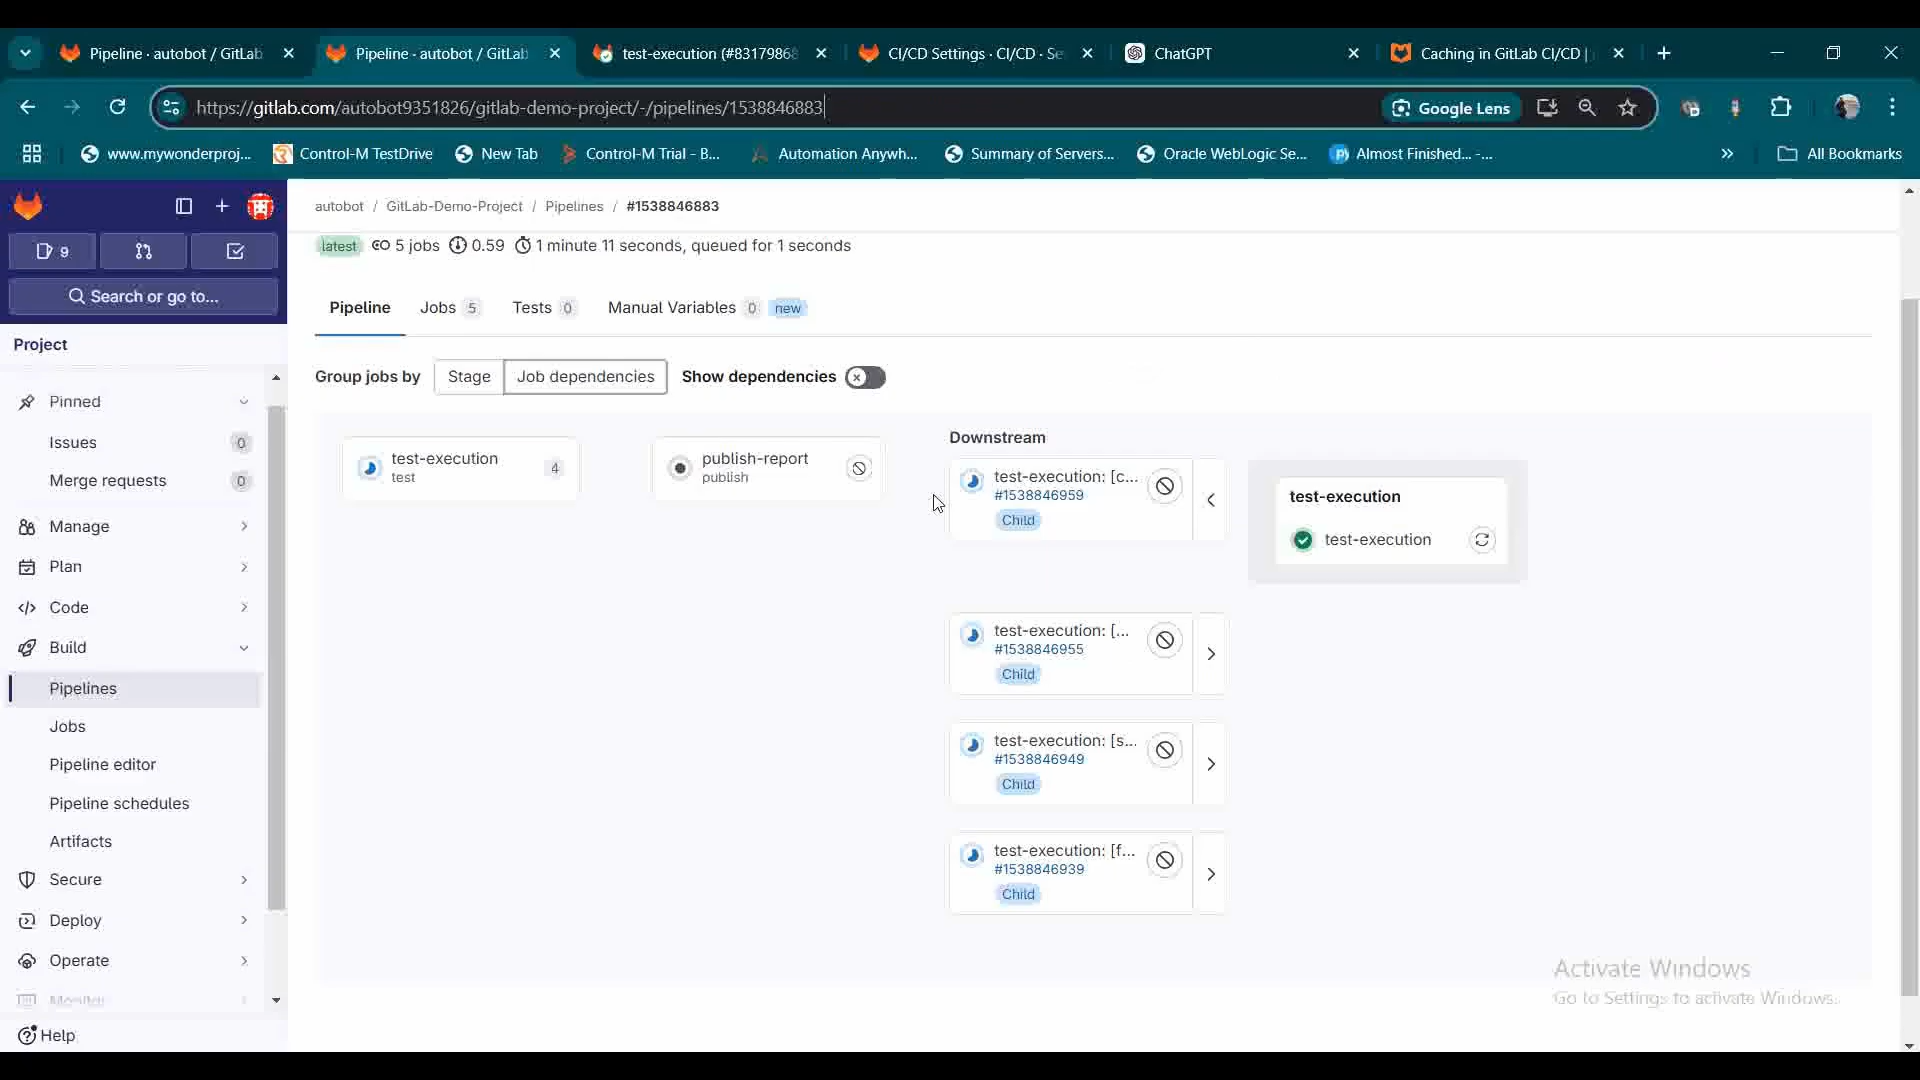 Pipeline · autobot / GitLab
Pipeline · autobot / GitLab
test-execution (#83179868
CI/CD Settings · CI/CD · Se
ChatGPT
Caching in GitLab CI/CD |
https://gitlab.com/autobot9351826/gitlab-demo-project/-/pipelines/1538846883
Google Lens
www.mywonderproj...
Control-M TestDrive
New Tab
Control-M Trial - B...
Automation Anywh...
Summary of Servers...
Oracle WebLogic Se...
Almost Finished... -...
All Bookmarks
9
Search or go to...
Project
Pinned
Issues 0
Merge requests 0
Manage
Plan
Code
Build
Pipelines
Jobs
Pipeline editor
Pipeline schedules
Artifacts
Secure
Deploy
Operate
Monitor
Help
autobot / GitLab-Demo-Project / Pipelines / #1538846883
latest 5 jobs 0.59 1 minute 11 seconds, queued for 1 seconds
Pipeline Jobs 5 Tests 0 Manual Variables 0 new
Group jobs by Stage Job dependencies Show dependencies
test-execution 4
test
publish-report
publish
Downstream
test-execution: [c...
#1538846959
Child
test-execution
test-execution
test-execution: [...
#1538846955
Child
test-execution: [s...
#1538846949
Child
test-execution: [f...
#1538846939
Child
Activate Windows
Go to Settings to activate Windows.